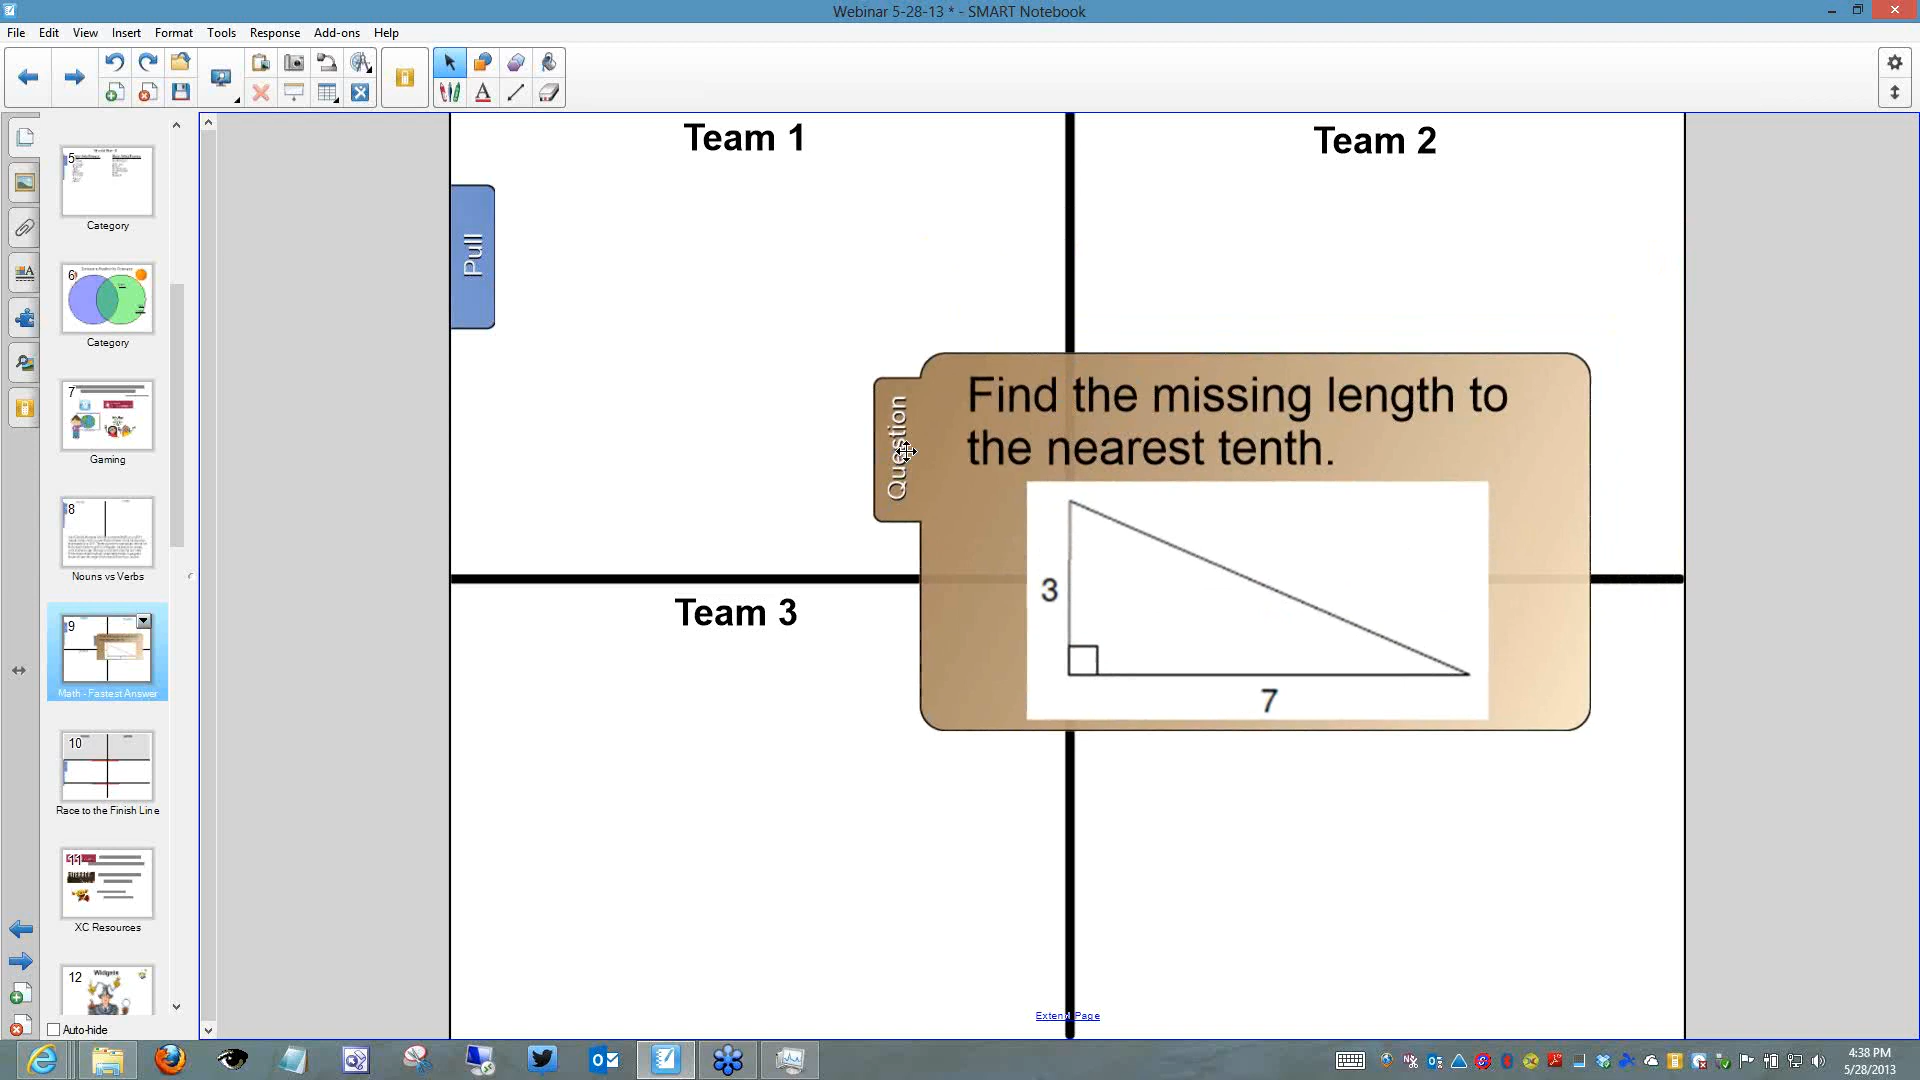 Webinar 5-28-13 * - SMART Notebook
File Edit View Insert Format Tools Response Add-ons Help
Team 1
Team 2
Pull
Question
Find the missing length to
the nearest tenth.
3
7
Team 3
Extend Page
5
Category
6
Category
7
Gaming
8
Nouns vs Verbs
9
Math - Fastest Answer
10
Race to the Finish Line
11
XC Resources
12
Widgets
Auto-hide
4:38 PM
5/28/2013